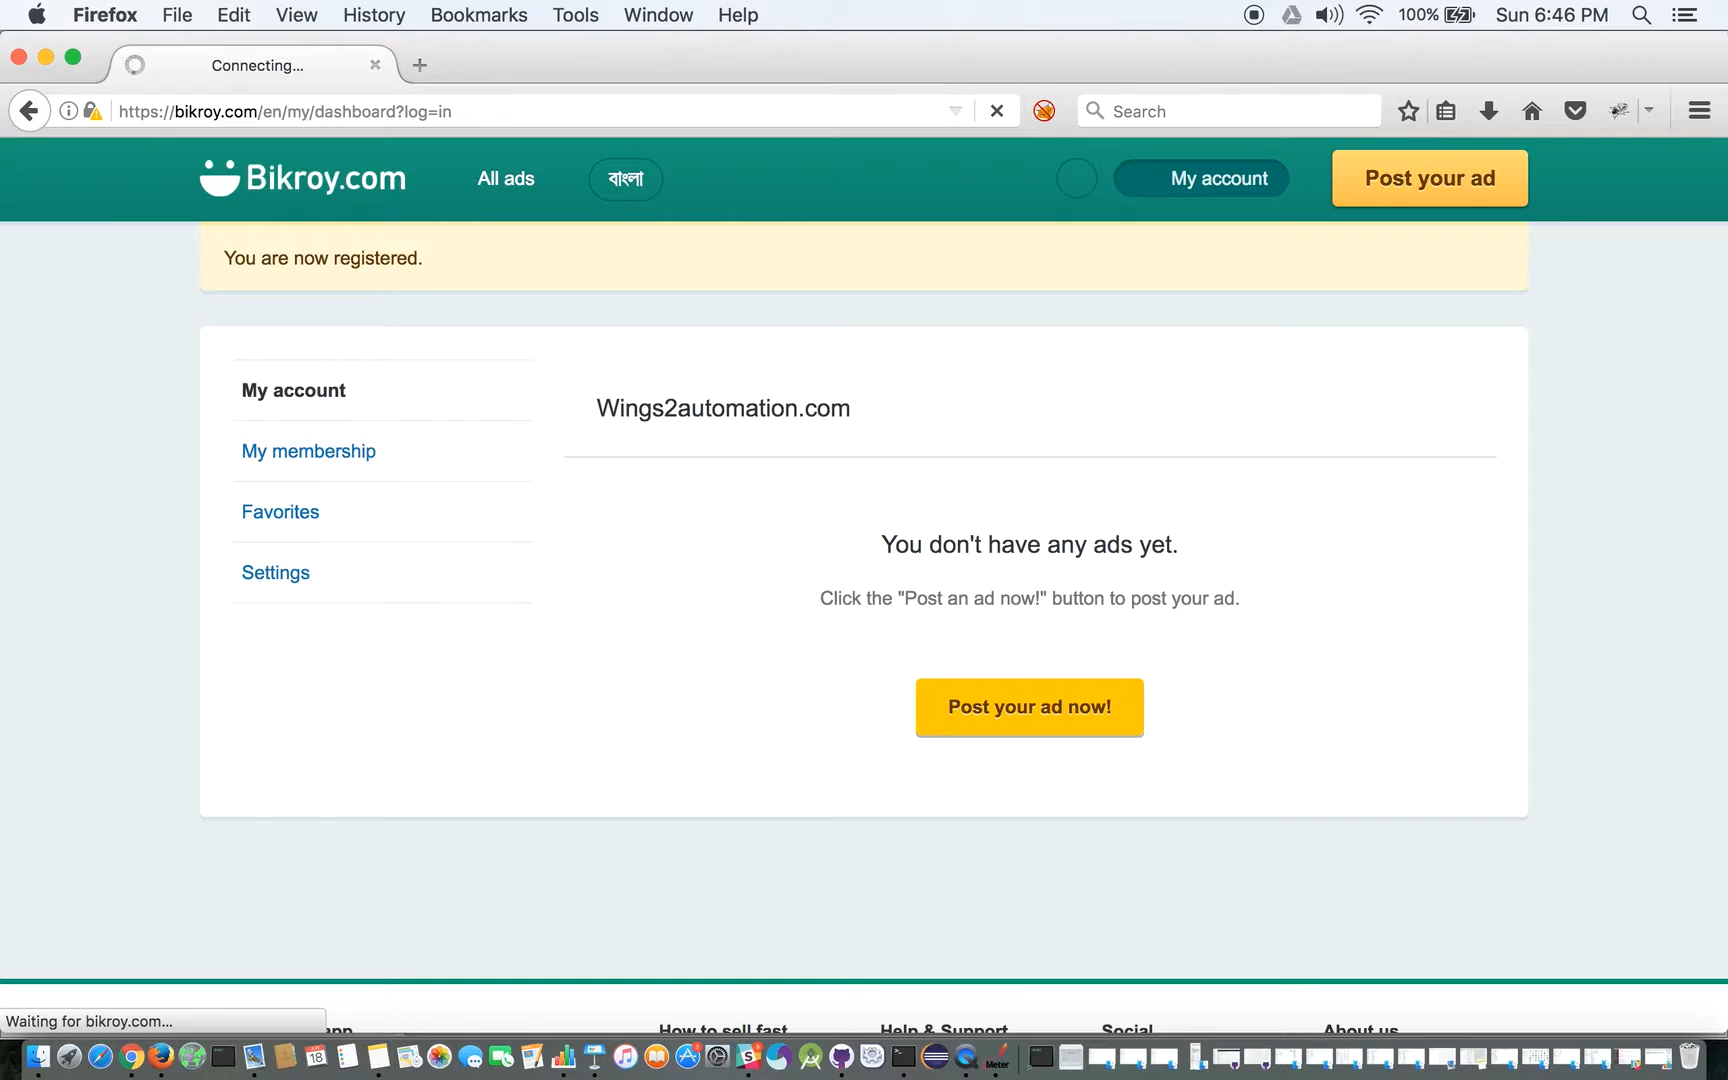 Firefox File Edit View History Bookmarks Tools Window Help 100% Sun 6:46 PM
Connecting...
https://bikroy.com/en/my/dashboard?log=in Search
Bikroy.com All ads বাংলা My account Post your ad
You are now registered.
My account
My membership
Favorites
Settings
Wings2automation.com
You don't have any ads yet.
Click the "Post an ad now!" button to post your ad.
Post your ad now!
Waiting for bikroy.com...
How to sell fast Help & Support Social About us
18
Meter